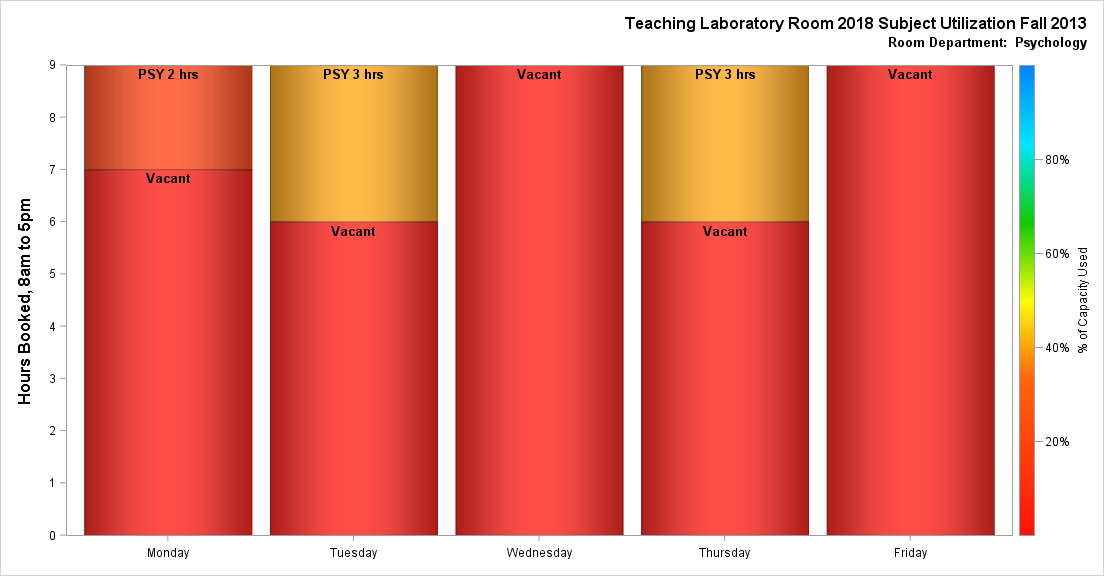 Teaching Laboratory Room 2018 Subject Utilization Fall 2013
Room Department:  Psychology
Hours Booked, 8am to 5pm
9
8
7
6
5
4
3
2
1
0
PSY 2 hrs
Vacant
PSY 3 hrs
Vacant
Vacant
PSY 3 hrs
Vacant
Vacant
Monday
Tuesday
Wednesday
Thursday
Friday
80%
60%
40%
20%
% of Capacity Used